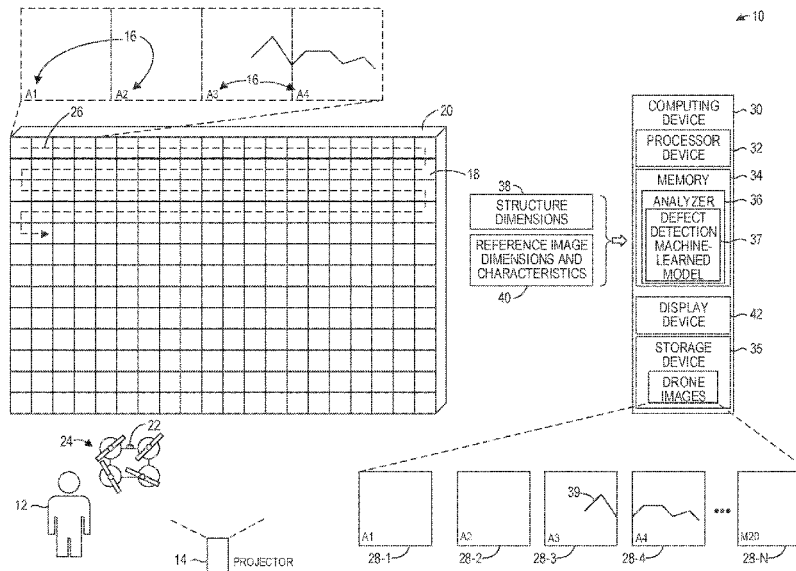 10
16
16
A1
A2
A3
A4
26
20
18
COMPUTING
DEVICE
30
PROCESSOR
DEVICE
32
MEMORY
34
ANALYZER
36
DEFECT
DETECTION
MACHINE-
LEARNED
MODEL
37
38
STRUCTURE
DIMENSIONS
REFERENCE IMAGE
DIMENSIONS AND
CHARACTERISTICS
40
DISPLAY
DEVICE
42
STORAGE
DEVICE
35
DRONE
IMAGES
24
22
12
14
PROJECTOR
39
A1
A2
A3
A4
M20
28-1
28-2
28-3
28-4
28-N